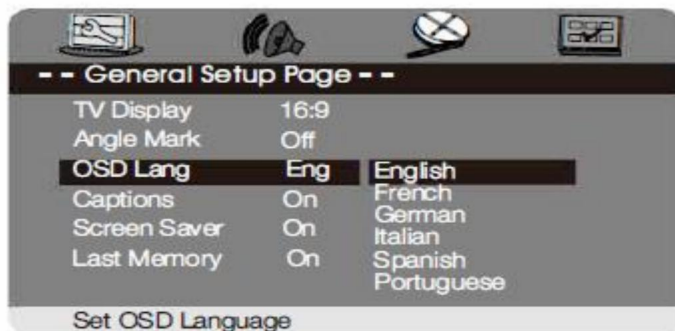 - - General Setup Page - -
TV Display 16:9
Angle Mark Off
OSD Lang Eng English
Captions On French
German
Screen Saver On Italian
Last Memory On Spanish
Portuguese
Set OSD Language